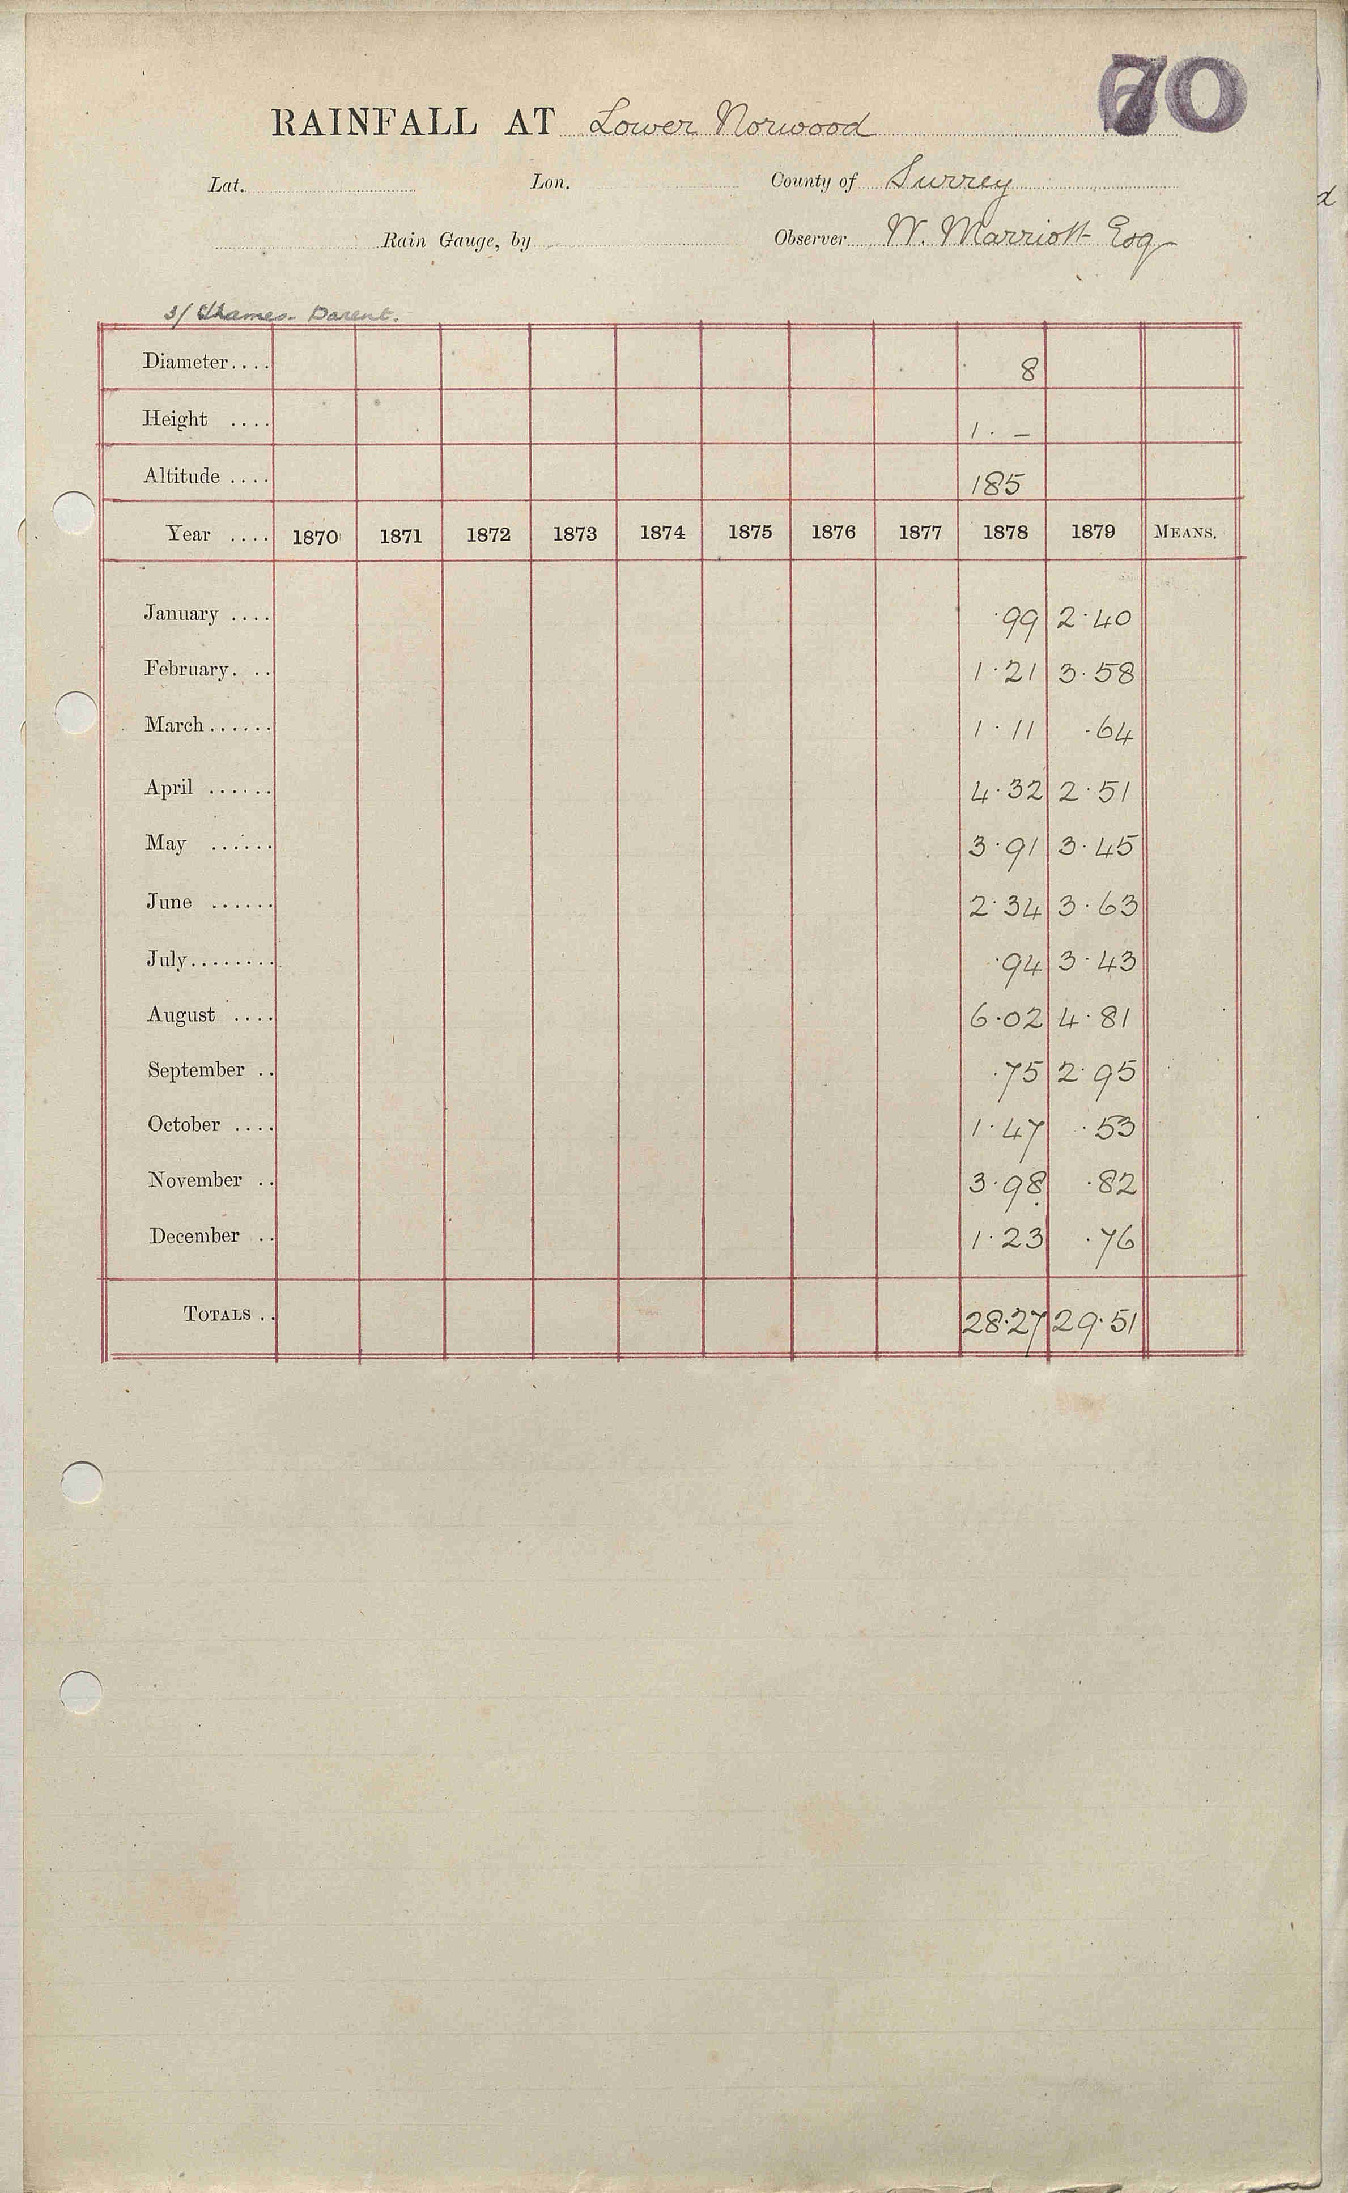 70
RAINFALL AT Lower Norwood
Lat. Lon. County of Surrey
Rain Gauge, by Observer W. Marriott Esq
3/ Thames. Darent.
Diameter.... 8
Height .... 1. –
Altitude .... 185
Year .... 1870 1871 1872 1873 1874 1875 1876 1877 1878 1879 MEANS.
January .... ·99 2·40
February. .. 1·21 3·58
March...... 1·11 ·64
April ...... 4·32 2·51
May ...... 3·91 3·45
June ...... 2·34 3·63
July........ ·94 3·43
August .... 6·02 4·81
September .. ·75 2·95
October .... 1·47 ·53
November .. 3·98 ·82
December .. 1·23 ·76
TOTALS .. 28·27 29·51